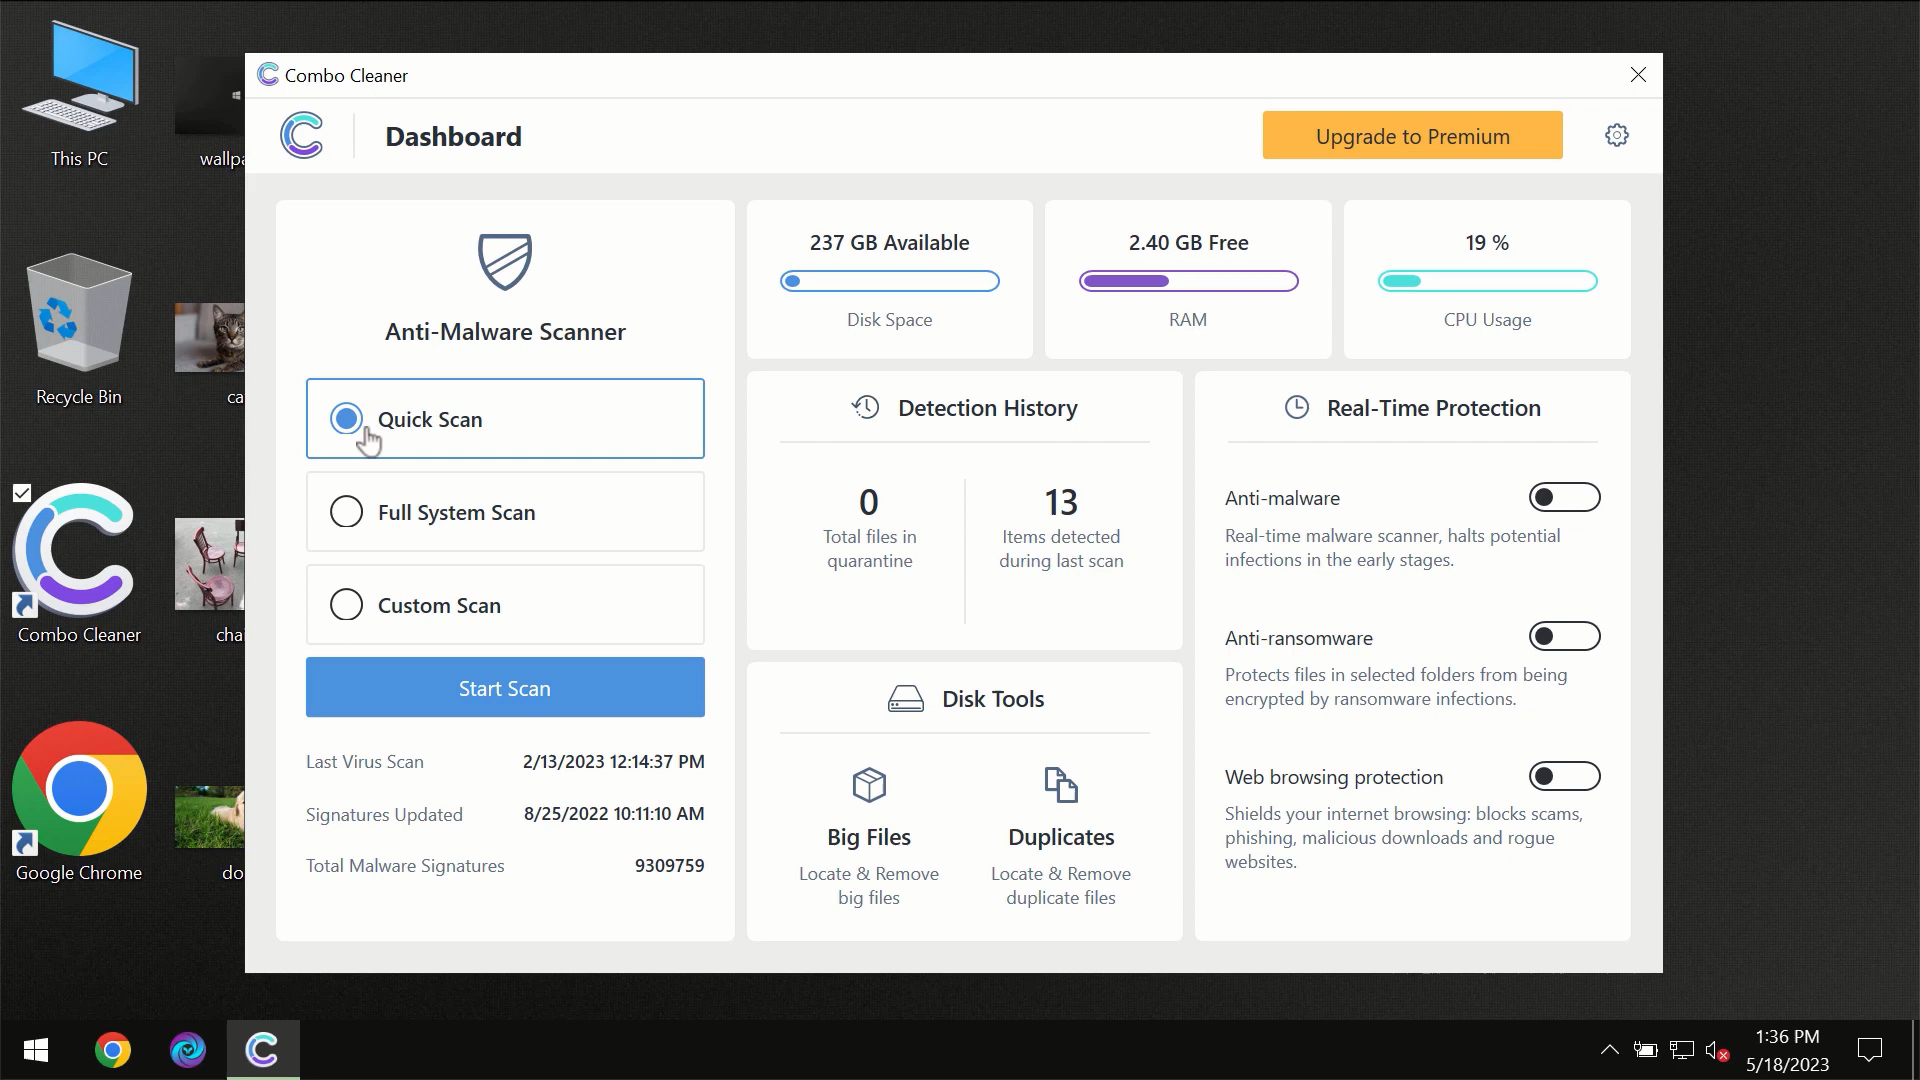 This PC
wallpa
Recycle Bin
ca
Combo Cleaner
chai
Google Chrome
do
Combo Cleaner
Dashboard
Upgrade to Premium
Anti-Malware Scanner
Quick Scan
Full System Scan
Custom Scan
Start Scan
Last Virus Scan 2/13/2023 12:14:37 PM
Signatures Updated 8/25/2022 10:11:10 AM
Total Malware Signatures 9309759
237 GB Available
Disk Space
2.40 GB Free
RAM
19 %
CPU Usage
Detection History
0
Total files in
quarantine
13
Items detected
during last scan
Disk Tools
Big Files
Locate & Remove
big files
Duplicates
Locate & Remove
duplicate files
Real-Time Protection
Anti-malware
Real-time malware scanner, halts potential
infections in the early stages.
Anti-ransomware
Protects files in selected folders from being
encrypted by ransomware infections.
Web browsing protection
Shields your internet browsing: blocks scams,
phishing, malicious downloads and rogue
websites.
1:36 PM
5/18/2023